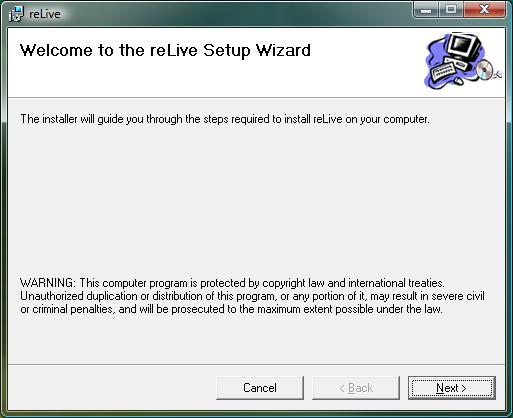 reLive
Welcome to the reLive Setup Wizard
The installer will guide you through the steps required to install reLive on your computer.
WARNING: This computer program is protected by copyright law and international treaties.
Unauthorized duplication or distribution of this program, or any portion of it, may result in severe civil
or criminal penalties, and will be prosecuted to the maximum extent possible under the law.
Cancel
< Back
Next >